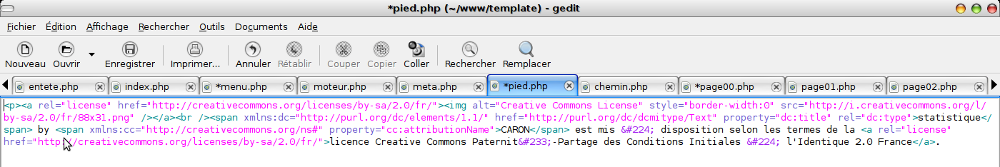 *pied.php (~/www/template) - gedit
Fichier Édition Affichage Rechercher Outils Documents Aide
Nouveau Ouvrir Enregistrer Imprimer... Annuler Rétablir Couper Copier Coller Rechercher Remplacer
entete.php index.php *menu.php moteur.php meta.php *pied.php chemin.php *page00.php page01.php page02.php
<p><a rel="license" href="http://creativecommons.org/licenses/by-sa/2.0/fr/"><img alt="Creative Commons License" style="border-width:0" src="http://i.creativecommons.org/l/
by-sa/2.0/fr/88x31.png" /></a><br /><span xmlns:dc="http://purl.org/dc/elements/1.1/" href="http://purl.org/dc/dcmitype/Text" property="dc:title" rel="dc:type">statistique</
span> by <span xmlns:cc="http://creativecommons.org/ns#" property="cc:attributionName">CARON</span> est mis &#224; disposition selon les termes de la <a rel="license"
href="http://creativecommons.org/licenses/by-sa/2.0/fr/">licence Creative Commons Paternit&#233;-Partage des Conditions Initiales &#224; l'Identique 2.0 France</a>.